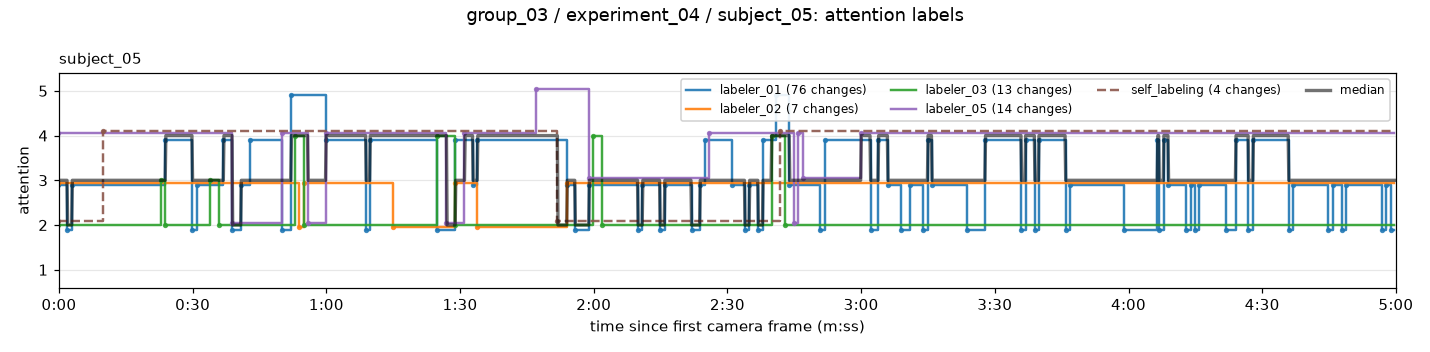 group_03 / experiment_04 / subject_05: attention labels
subject_05
labeler_01 (76 changes)
labeler_02 (7 changes)
labeler_03 (13 changes)
labeler_05 (14 changes)
self_labeling (4 changes)
median
attention
5
4
3
2
1
0:00 0:30 1:00 1:30 2:00 2:30 3:00 3:30 4:00 4:30 5:00
time since first camera frame (m:ss)